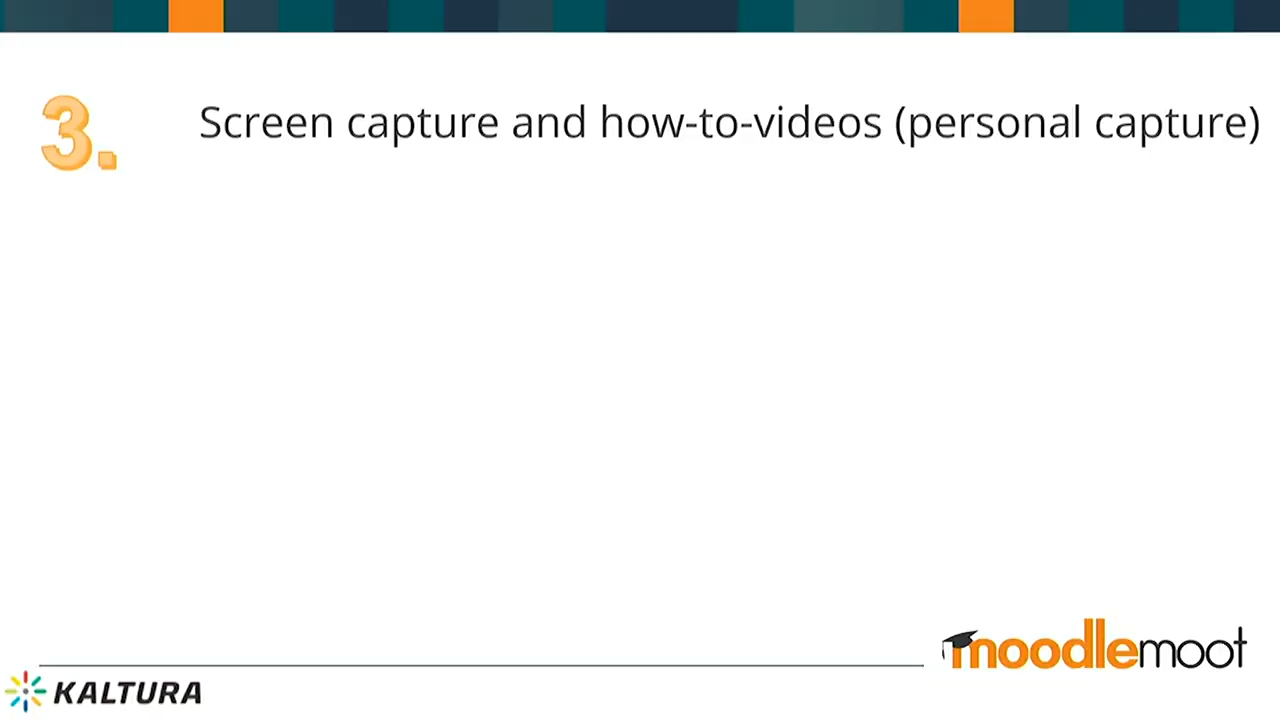 3. Screen capture and how-to-videos (personal capture)
moodlemoot
KALTURA